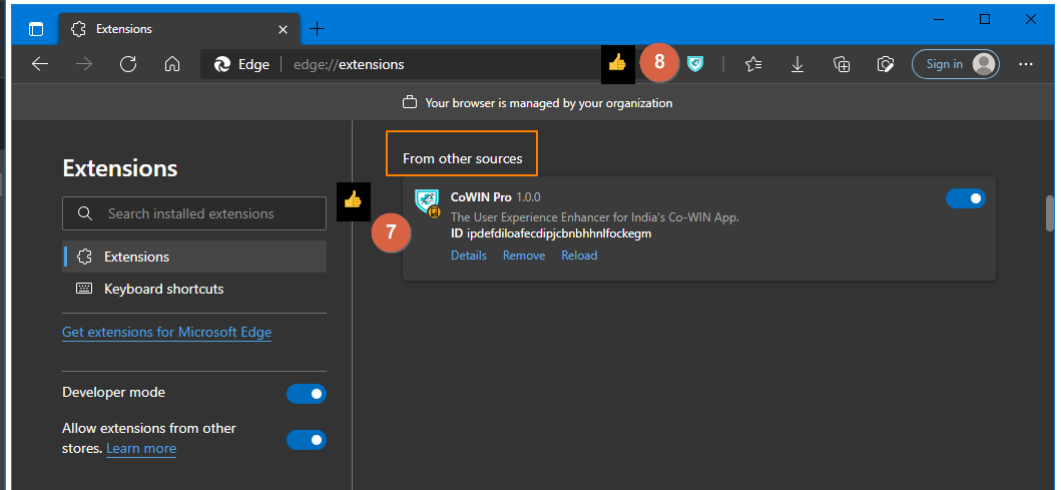 Extensions
Edge edge://extensions
8
Sign in
Your browser is managed by your organization
Extensions
Search installed extensions
Extensions
Keyboard shortcuts
Get extensions for Microsoft Edge
Developer mode
Allow extensions from other
stores. Learn more
From other sources
7
CoWIN Pro 1.0.0
The User Experience Enhancer for India's Co-WIN App.
ID ipdefdiloafecdipjcbnbhhnlfockegm
Details Remove Reload